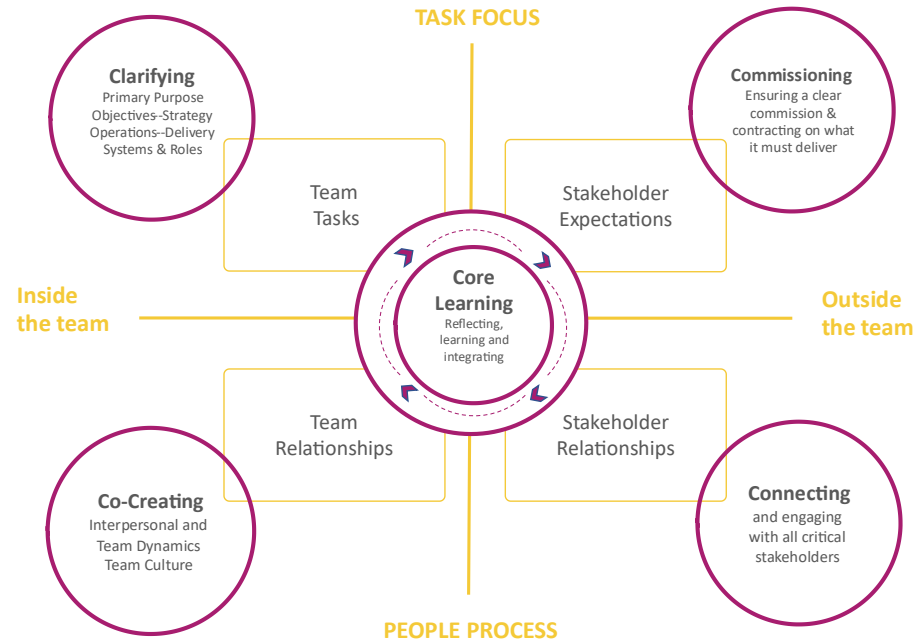 TASK FOCUS
Clarifying
Primary Purpose
Objectives--Strategy
Operations--Delivery
Systems & Roles
Commissioning
Ensuring a clear
commission &
contracting on what
it must deliver
Team
Tasks
Stakeholder
Expectations
Inside
the team
Core
Learning
Reflecting,
learning and
integrating
Outside
the team
Team
Relationships
Stakeholder
Relationships
Co-Creating
Interpersonal and
Team Dynamics
Team Culture
Connecting
and engaging
with all critical
stakeholders
PEOPLE PROCESS